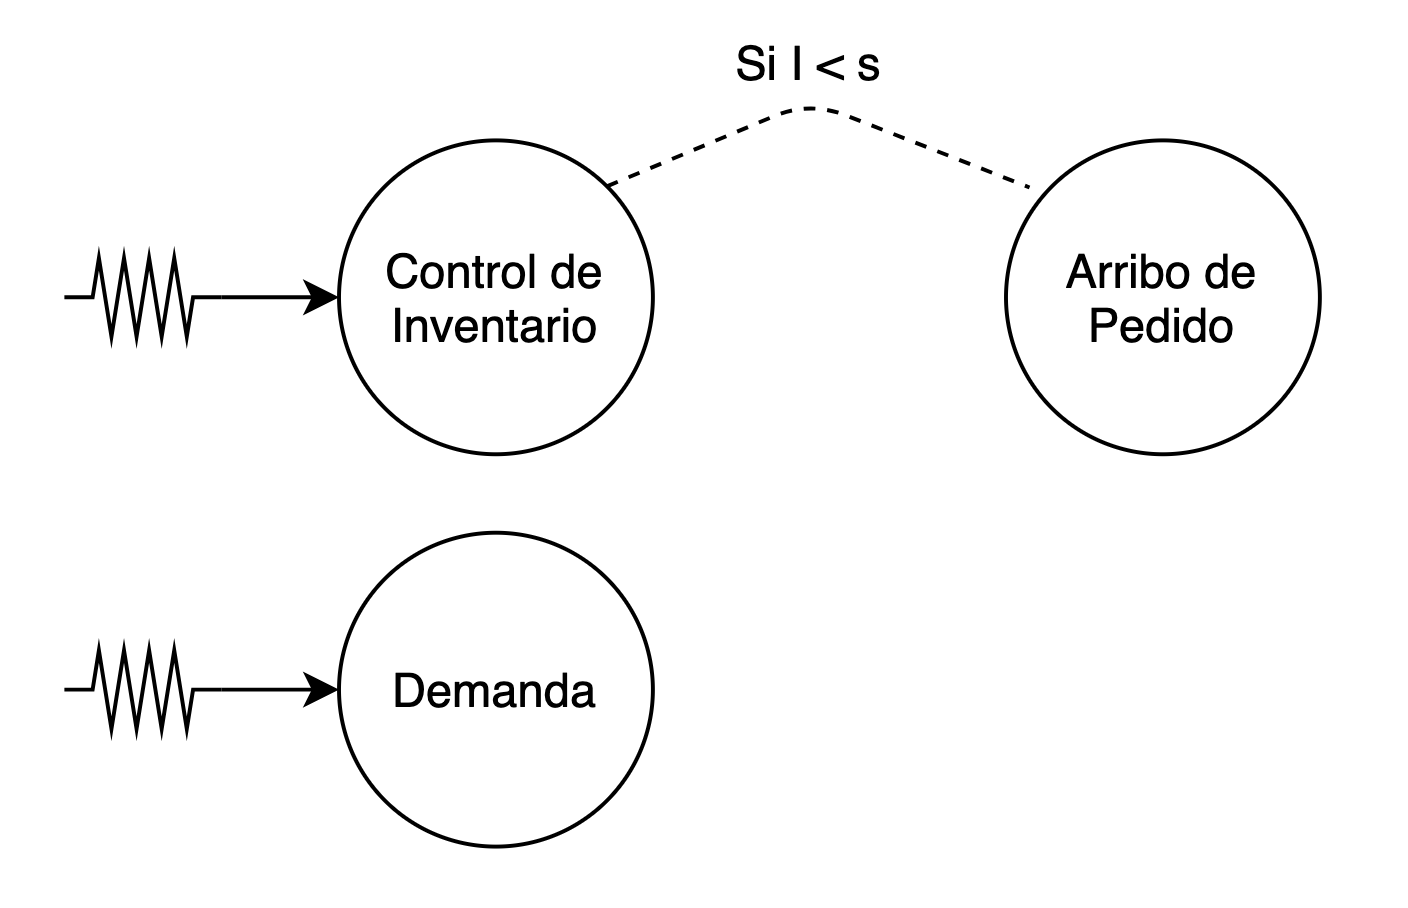 Si I < s
Control de
Inventario
Arribo de
Pedido
Demanda